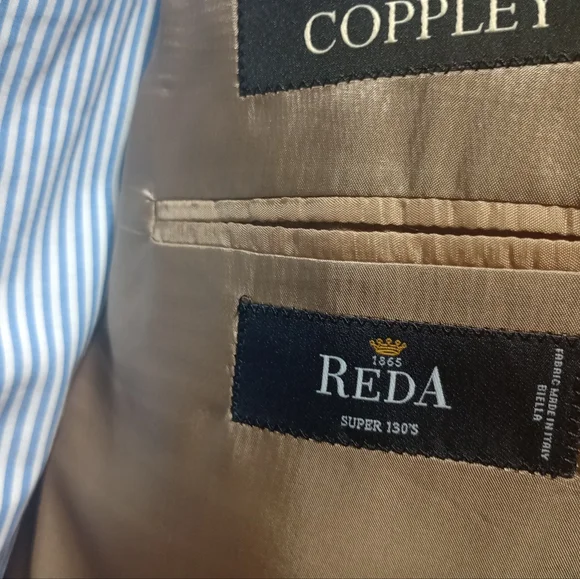 COPPLEY
1865
REDA
SUPER 130'S
FABRIC MADE IN ITALY
BIELLA